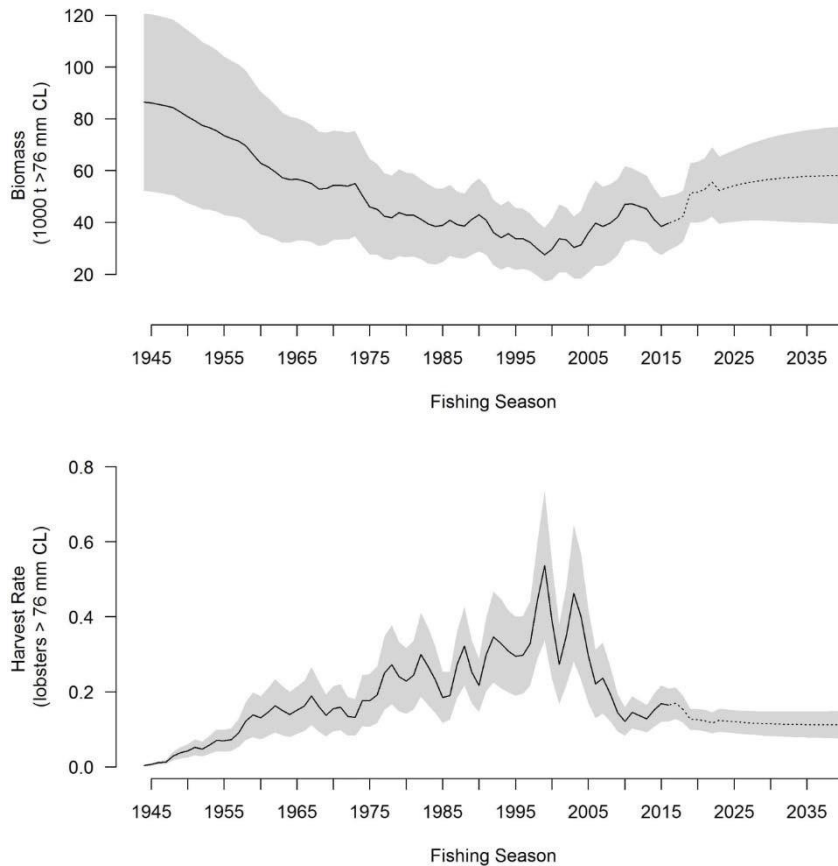 120
100
80
60
40
20
Biomass
(1000 t >76 mm CL)
1945 1955 1965 1975 1985 1995 2005 2015 2025 2035
Fishing Season
0.8
0.6
0.4
0.2
0.0
Harvest Rate
(lobsters > 76 mm CL)
1945 1955 1965 1975 1985 1995 2005 2015 2025 2035
Fishing Season